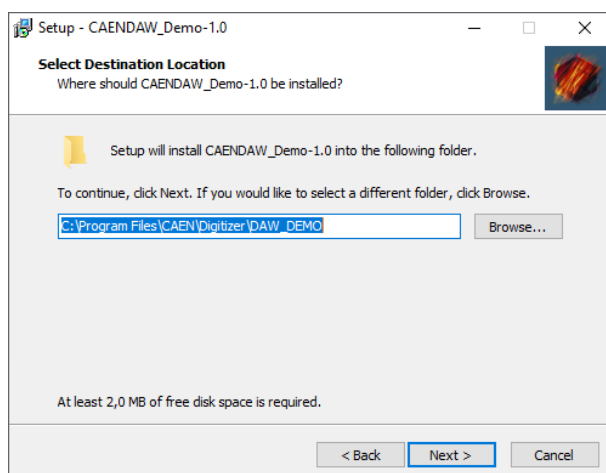 Setup - CAENDAW_Demo-1.0
Select Destination Location
Where should CAENDAW_Demo-1.0 be installed?
Setup will install CAENDAW_Demo-1.0 into the following folder.
To continue, click Next. If you would like to select a different folder, click Browse.
C:\Program Files\CAEN\Digitizer\DAW_DEMO
Browse...
At least 2,0 MB of free disk space is required.
< Back
Next >
Cancel